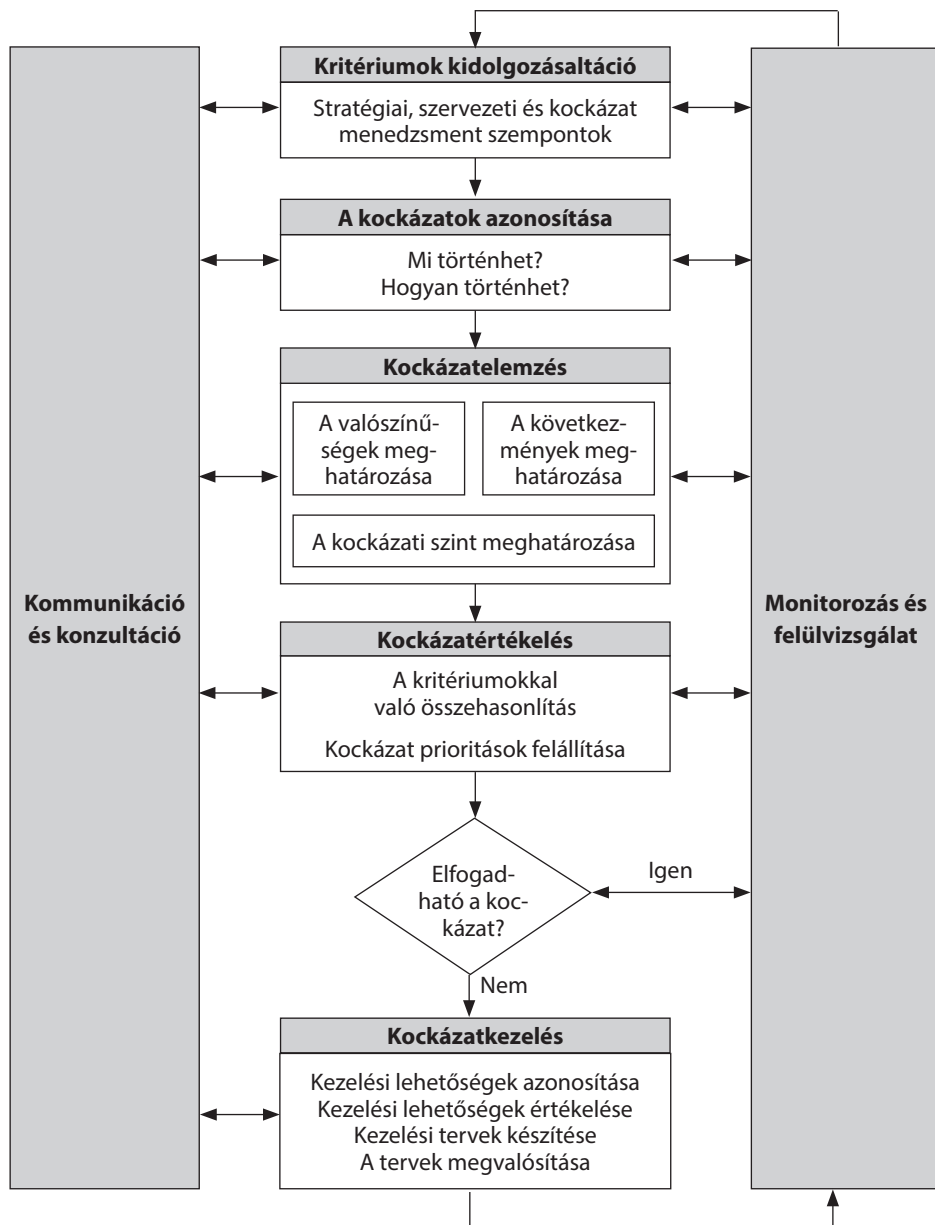 Kritériumok kidolgozásaltáció
Stratégiai, szervezeti és kockázat
menedzsment szempontok
A kockázatok azonosítása
Mi történhet?
Hogyan történhet?
Kockázatelemzés
A valószínű-
ségek meg-
határozása
A következ-
mények meg-
határozása
A kockázati szint meghatározása
Kommunikáció
és konzultáció
Monitorozás és
felülvizsgálat
Kockázatértékelés
A kritériumokkal
való összehasonlítás
Kockázat prioritások felállítása
Elfogad-
ható a koc-
kázat?
Igen
Nem
Kockázatkezelés
Kezelési lehetőségek azonosítása
Kezelési lehetőségek értékelése
Kezelési tervek készítése
A tervek megvalósítása